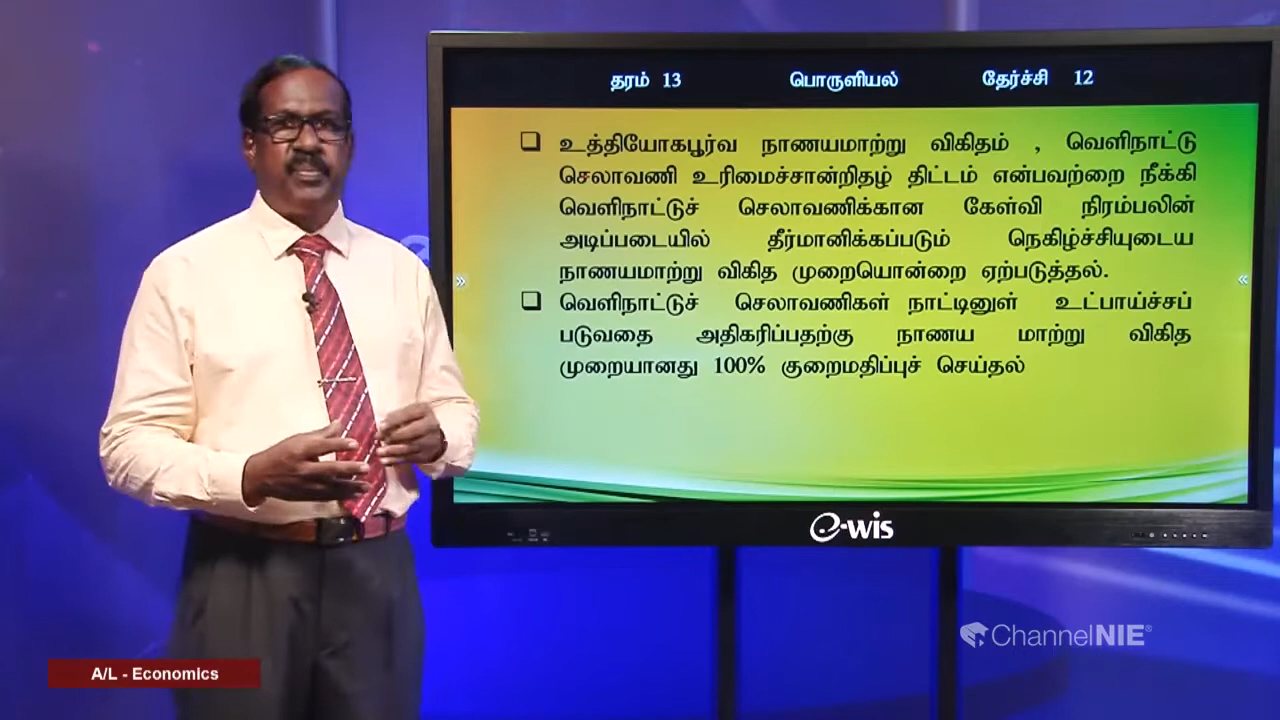 தரம் 13 பொருளியல் தேர்ச்சி 12
❑ உத்தியோகபூர்வ நாணயமாற்று விகிதம் , வெளிநாட்டு
செலாவணி உரிமைச்சான்றிதழ் திட்டம் என்பவற்றை நீக்கி
வெளிநாட்டுச் செலாவணிக்கான கேள்வி நிரம்பலின்
அடிப்படையில் தீர்மானிக்கப்படும் நெகிழ்ச்சியுடைய
நாணயமாற்று விகித முறையொன்றை ஏற்படுத்தல்.
❑ வெளிநாட்டுச் செலாவணிகள் நாட்டினுள் உட்பாய்ச்சப்
படுவதை அதிகரிப்பதற்கு நாணய மாற்று விகித
முறையானது 100% குறைமதிப்புச் செய்தல்
e-wis
ChannelNIE®
A/L - Economics